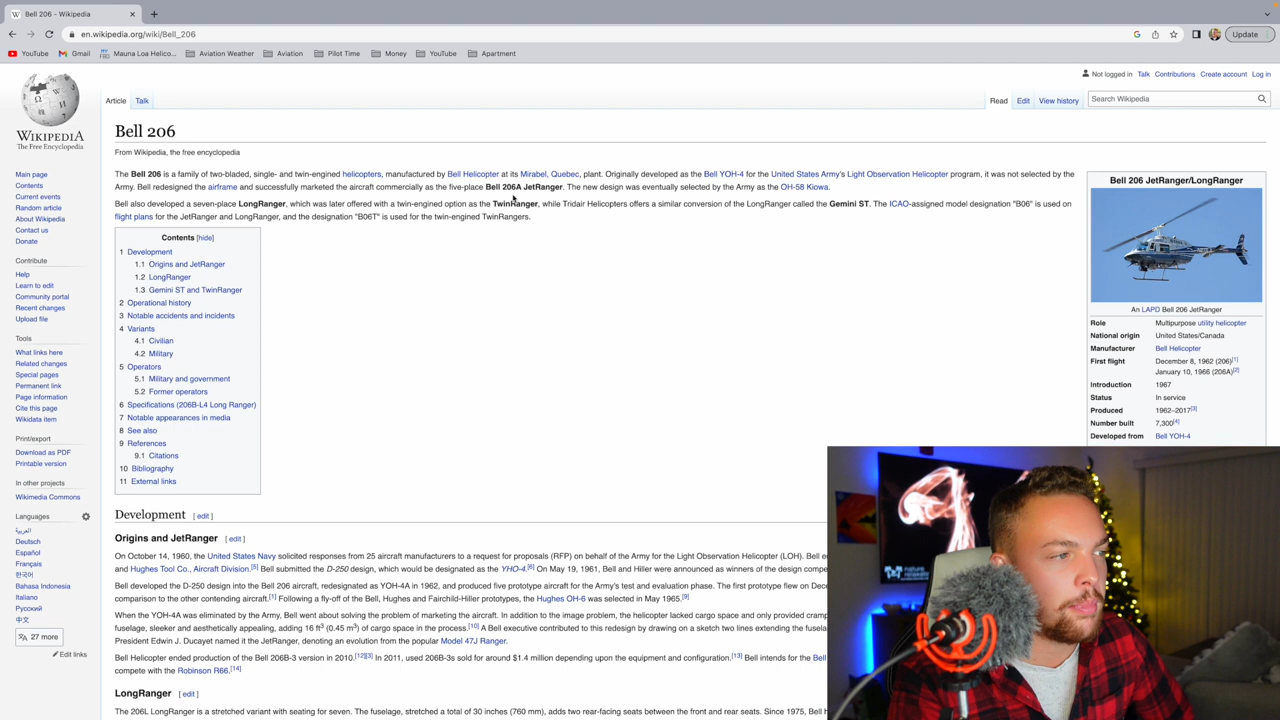 Bell 206 - Wikipedia
en.wikipedia.org/wiki/Bell_206
Update
YouTube
Gmail
Mauna Loa Helico...
Aviation Weather
Aviation
Pilot Time
Money
YouTube
Apartment
Not logged in Talk Contributions Create account Log in
Article Talk
Read Edit View history
Search Wikipedia
WIKIPEDIA
The Free Encyclopedia
Main page
Contents
Current events
Random article
About Wikipedia
Contact us
Donate
Contribute
Help
Learn to edit
Community portal
Recent changes
Upload file
Tools
What links here
Related changes
Special pages
Permanent link
Page information
Cite this page
Wikidata item
Print/export
Download as PDF
Printable version
In other projects
Wikimedia Commons
Languages
العربية
Deutsch
Español
Français
한국어
Bahasa Indonesia
Italiano
Русский
中文
27 more
Edit links
Bell 206
From Wikipedia, the free encyclopedia
The Bell 206 is a family of two-bladed, single- and twin-engined helicopters, manufactured by Bell Helicopter at its Mirabel, Quebec, plant. Originally developed as the Bell YOH-4 for the United States Army's Light Observation Helicopter program, it was not selected by the
Army. Bell redesigned the airframe and successfully marketed the aircraft commercially as the five-place Bell 206A JetRanger. The new design was eventually selected by the Army as the OH-58 Kiowa.
Bell also developed a seven-place LongRanger, which was later offered with a twin-engined option as the TwinRanger, while Tridair Helicopters offers a similar conversion of the LongRanger called the Gemini ST. The ICAO-assigned model designation "B06" is used on
flight plans for the JetRanger and LongRanger, and the designation "B06T" is used for the twin-engined TwinRangers.
Contents [hide]
1 Development
1.1 Origins and JetRanger
1.2 LongRanger
1.3 Gemini ST and TwinRanger
2 Operational history
3 Notable accidents and incidents
4 Variants
4.1 Civilian
4.2 Military
5 Operators
5.1 Military and government
5.2 Former operators
6 Specifications (206B-L4 Long Ranger)
7 Notable appearances in media
8 See also
9 References
9.1 Citations
10 Bibliography
11 External links
Bell 206 JetRanger/LongRanger
An LAPD Bell 206 JetRanger
Role Multipurpose utility helicopter
National origin United States/Canada
Manufacturer Bell Helicopter
First flight December 8, 1962 (206)[1]
January 10, 1966 (206A)[2]
Introduction 1967
Status In service
Produced 1962–2017[3]
Number built 7,300[4]
Developed from Bell YOH-4
Development [ edit ]
Origins and JetRanger [ edit ]
On October 14, 1960, the United States Navy solicited responses from 25 aircraft manufacturers to a request for proposals (RFP) on behalf of the Army for the Light Observation Helicopter (LOH). Bell
and Hughes Tool Co., Aircraft Division.[5] Bell submitted the D-250 design, which would be designated as the YHO-4.[6] On May 19, 1961, Bell and Hiller were announced as winners of the design
Bell developed the D-250 design into the Bell 206 aircraft, redesignated as YOH-4A in 1962, and produced five prototype aircraft for the Army's test and evaluation phase. The first prototype flew on
comparison to the other contending aircraft.[1] Following a fly-off of the Bell, Hughes and Fairchild-Hiller prototypes, the Hughes OH-6 was selected in May 1965.[9]
When the YOH-4A was eliminated by the Army, Bell went about solving the problem of marketing the aircraft. In addition to the image problem, the helicopter lacked cargo space and only provided
fuselage, sleeker and aesthetically appealing, adding 16 ft3 (0.45 m3) of cargo space in the process.[10] A Bell executive contributed to this redesign by drawing on a sketch two lines extending the
President Edwin J. Ducayet named it the JetRanger, denoting an evolution from the popular Model 47J Ranger.
Bell Helicopter ended production of the Bell 206B-3 version in 2010.[12][3] In 2011, used 206B-3s sold for around $1.4 million depending upon the equipment and configuration.[13] Bell intends for the Bell
compete with the Robinson R66.[14]
LongRanger [ edit ]
The 206L LongRanger is a stretched variant with seating for seven. The fuselage, stretched a total of 30 inches (760 mm), adds two rear-facing seats between the front and rear seats. Since 1975, Bell